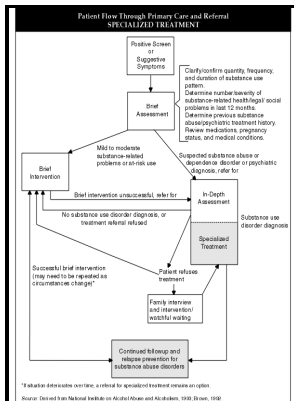 Patient Flow Through Primary Care and Referral
SPECIALIZED TREATMENT
Positive Screen
or
Suggestive
Symptoms
Clarify/confirm quantity, frequency,
and duration of substance use
pattern.
Determine number/severity of
substance-related health/legal/social
problems in last 12 months.
Determine previous substance
abuse/psychiatric treatment history.
Review medications, pregnancy
status, and medical conditions.
Brief
Assessment
Mild to moderate
substance-related
problems or at-risk use
Suspected substance abuse or
dependence disorder or psychiatric
diagnosis, refer for
Brief
Intervention
Brief intervention unsuccessful, refer for
In-Depth
Assessment
No substance use disorder diagnosis, or
treatment referral refused
Substance use
disorder diagnosis
Specialized
Treatment
Successful brief intervention
(may need to be repeated as
circumstances change)*
Patient refuses
treatment
Family interview
and intervention/
watchful waiting
Continued followup and
relapse prevention for
substance abuse disorders
*If situation deteriorates over time, a referral for specialized treatment remains an option.
Source: Derived from National Institute on Alcohol Abuse and Alcoholism, 1993; Brown, 1992.